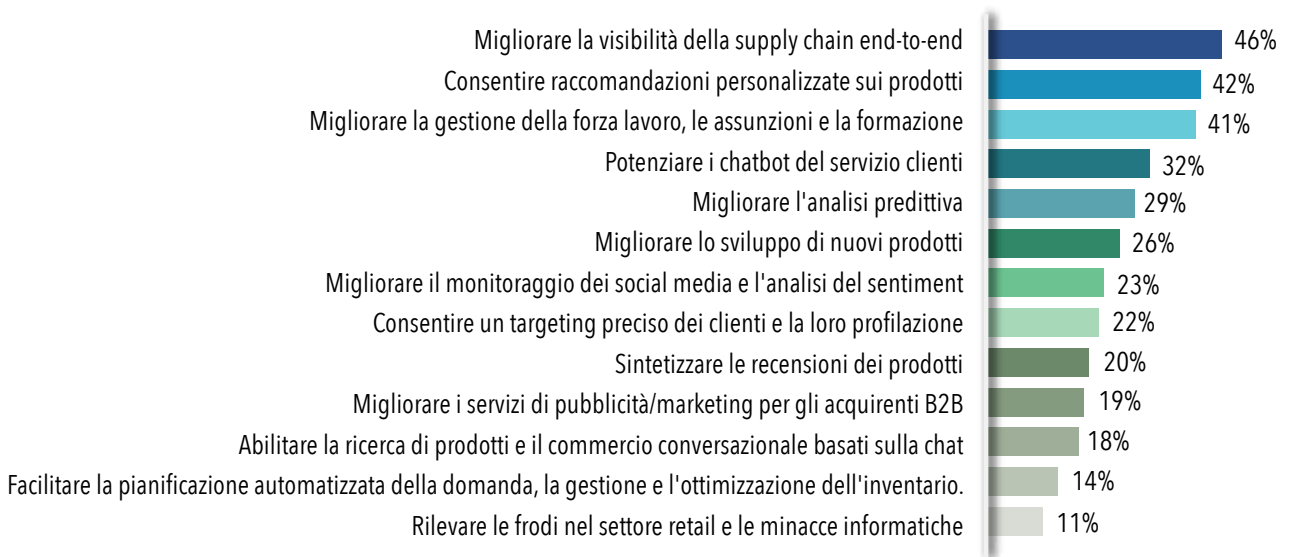 Migliorare la visibilità della supply chain end-to-end 46%
Consentire raccomandazioni personalizzate sui prodotti 42%
Migliorare la gestione della forza lavoro, le assunzioni e la formazione 41%
Potenziare i chatbot del servizio clienti 32%
Migliorare l'analisi predittiva 29%
Migliorare lo sviluppo di nuovi prodotti 26%
Migliorare il monitoraggio dei social media e l'analisi del sentiment 23%
Consentire un targeting preciso dei clienti e la loro profilazione 22%
Sintetizzare le recensioni dei prodotti 20%
Migliorare i servizi di pubblicità/marketing per gli acquirenti B2B 19%
Abilitare la ricerca di prodotti e il commercio conversazionale basati sulla chat 18%
Facilitare la pianificazione automatizzata della domanda, la gestione e l'ottimizzazione dell'inventario. 14%
Rilevare le frodi nel settore retail e le minacce informatiche 11%